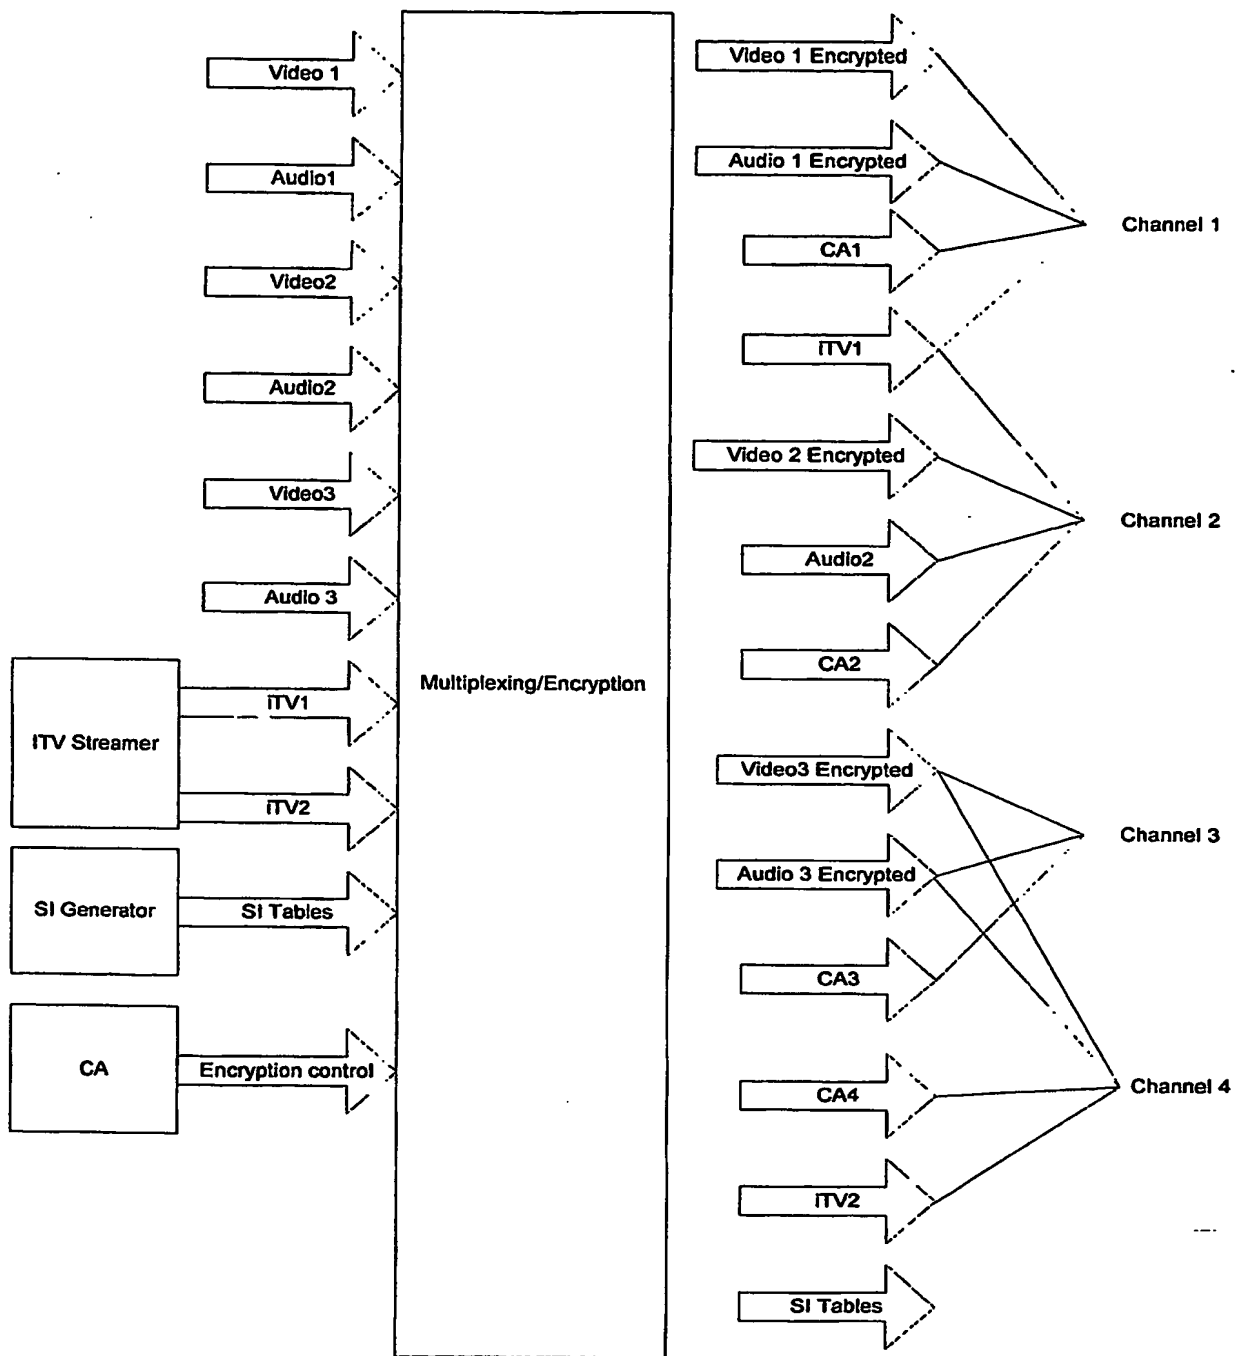 Video 1
Audio1
Video2
Audio2
Video3
Audio 3
ITV Streamer
iTV1
iTV2
SI Generator
SI Tables
CA
Encryption control
Multiplexing/Encryption
Video 1 Encrypted
Audio 1 Encrypted
CA1
iTV1
Video 2 Encrypted
Audio2
CA2
Video3 Encrypted
Audio 3 Encrypted
CA3
CA4
iTV2
SI Tables
Channel 1
Channel 2
Channel 3
Channel 4